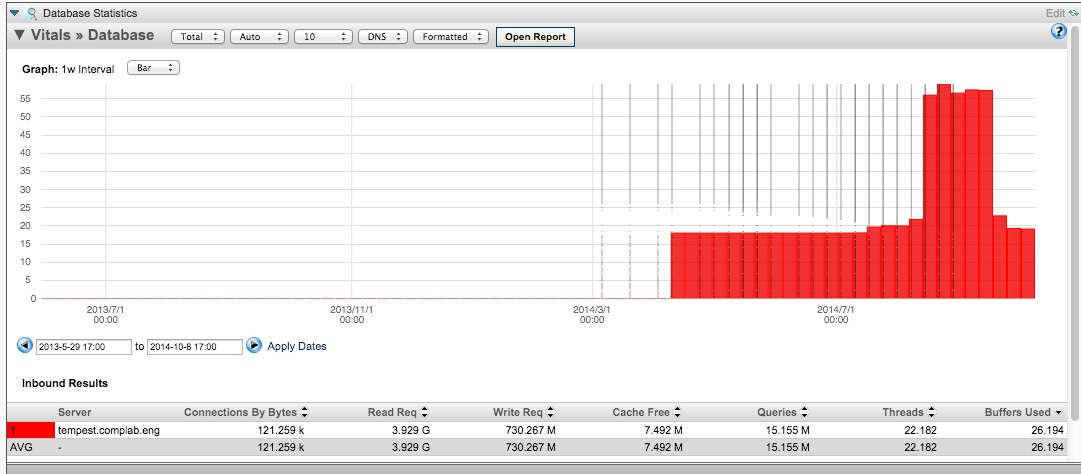 Database Statistics Edit
Vitals » Database Total Auto 10 DNS Formatted Open Report ?
Graph: 1w Interval Bar
55
50
45
40
35
30
25
20
15
10
5
0
2013/7/1 2013/11/1 2014/3/1 2014/7/1
00:00 00:00 00:00 00:00
2013-5-29 17:00 to 2014-10-8 17:00 Apply Dates
Inbound Results
Server Connections By Bytes Read Req Write Req Cache Free Queries Threads Buffers Used
1 tempest.complab.eng 121.259 k 3.929 G 730.267 M 7.492 M 15.155 M 22.182 26.194
AVG - 121.259 k 3.929 G 730.267 M 7.492 M 15.155 M 22.182 26.194